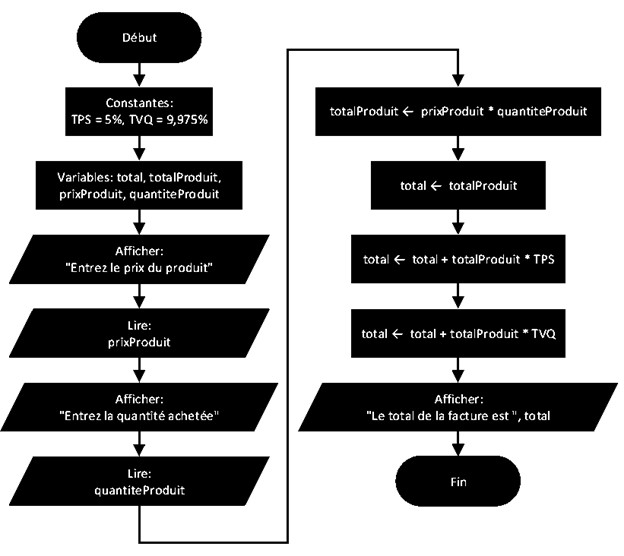 Début
Constantes:
TPS = 5%, TVQ = 9,975%
Variables: total, totalProduit,
prixProduit, quantiteProduit
Afficher:
"Entrez le prix du produit"
Lire:
prixProduit
Afficher:
"Entrez la quantité achetée"
Lire:
quantiteProduit
totalProduit ← prixProduit * quantiteProduit
total ← totalProduit
total ← total + totalProduit * TPS
total ← total + totalProduit * TVQ
Afficher:
"Le total de la facture est ", total
Fin